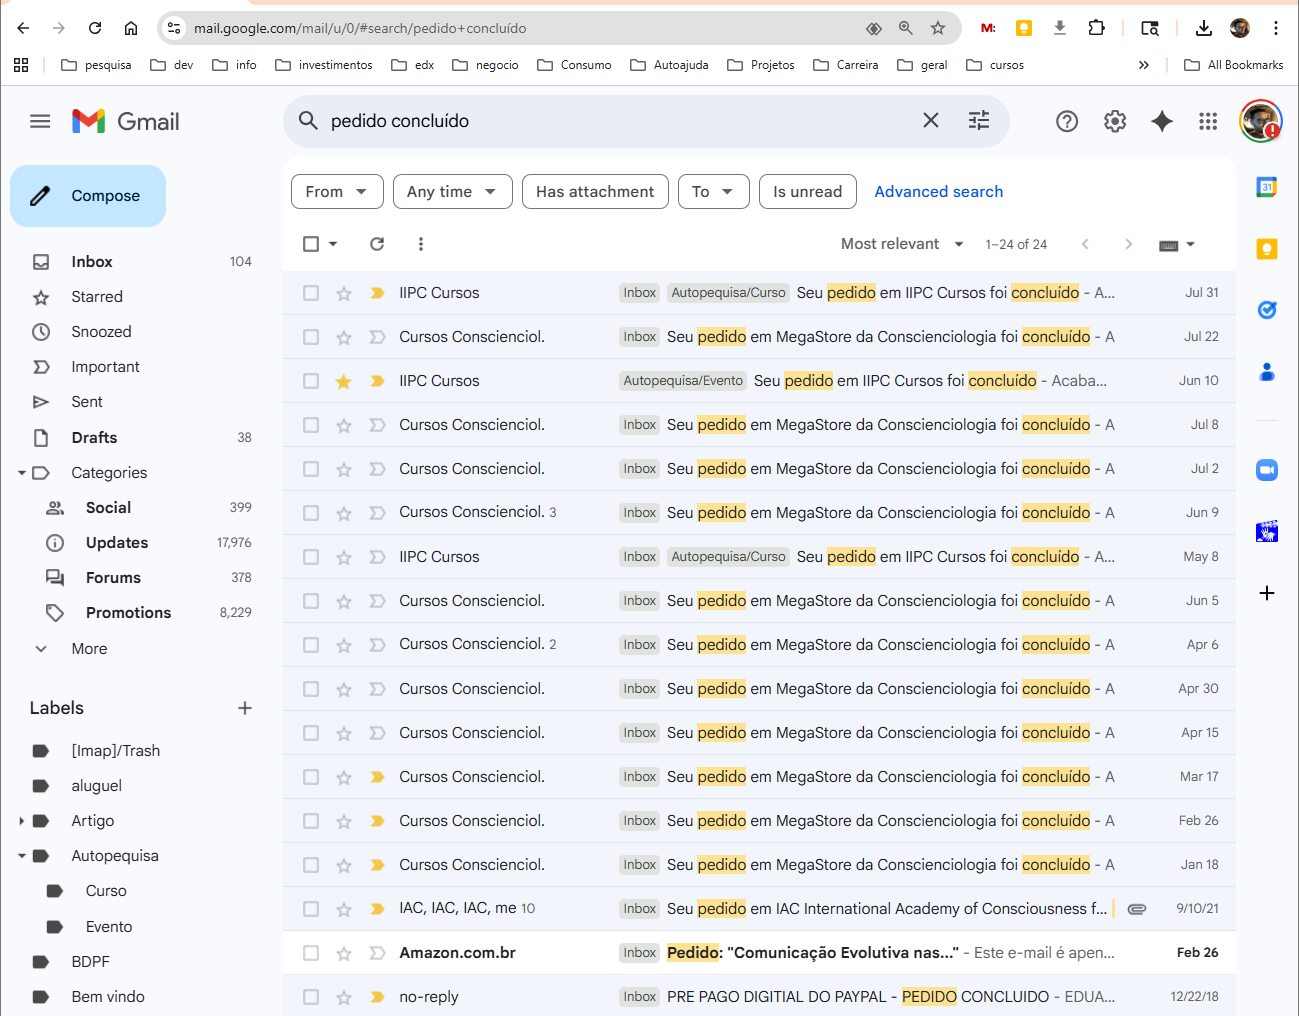 mail.google.com/mail/u/0/#search/pedido+concluído
M:
pesquisa dev info investimentos edx negocio Consumo Autoajuda Projetos Carreira geral cursos » All Bookmarks
Gmail
pedido concluído
Compose
From Any time Has attachment To Is unread Advanced search
Most relevant 1–24 of 24
Inbox 104
Starred
Snoozed
Important
Sent
Drafts 38
Categories
Social 399
Updates 17,976
Forums 378
Promotions 8,229
More
Labels
[Imap]/Trash
aluguel
Artigo
Autopequisa
Curso
Evento
BDPF
Bem vindo
IIPC Cursos Inbox Autopequisa/Curso Seu pedido em IIPC Cursos foi concluído - A... Jul 31
Cursos Conscienciol. Inbox Seu pedido em MegaStore da Conscienciologia foi concluído - A Jul 22
IIPC Cursos Autopequisa/Evento Seu pedido em IIPC Cursos foi concluído - Acaba... Jun 10
Cursos Conscienciol. Inbox Seu pedido em MegaStore da Conscienciologia foi concluído - A Jul 8
Cursos Conscienciol. Inbox Seu pedido em MegaStore da Conscienciologia foi concluído - A Jul 2
Cursos Conscienciol. 3 Inbox Seu pedido em MegaStore da Conscienciologia foi concluído - A Jun 9
IIPC Cursos Inbox Autopequisa/Curso Seu pedido em IIPC Cursos foi concluído - A... May 8
Cursos Conscienciol. Inbox Seu pedido em MegaStore da Conscienciologia foi concluído - A Jun 5
Cursos Conscienciol. 2 Inbox Seu pedido em MegaStore da Conscienciologia foi concluído - A Apr 6
Cursos Conscienciol. Inbox Seu pedido em MegaStore da Conscienciologia foi concluído - A Apr 30
Cursos Conscienciol. Inbox Seu pedido em MegaStore da Conscienciologia foi concluído - A Apr 15
Cursos Conscienciol. Inbox Seu pedido em MegaStore da Conscienciologia foi concluído - A Mar 17
Cursos Conscienciol. Inbox Seu pedido em MegaStore da Conscienciologia foi concluído - A Feb 26
Cursos Conscienciol. Inbox Seu pedido em MegaStore da Conscienciologia foi concluído - A Jan 18
IAC, IAC, IAC, me 10 Inbox Seu pedido em IAC International Academy of Consciousness f... 9/10/21
Amazon.com.br Inbox Pedido: "Comunicação Evolutiva nas..." - Este e-mail é apen... Feb 26
no-reply Inbox PRE PAGO DIGITIAL DO PAYPAL - PEDIDO CONCLUIDO - EDUA... 12/22/18
31